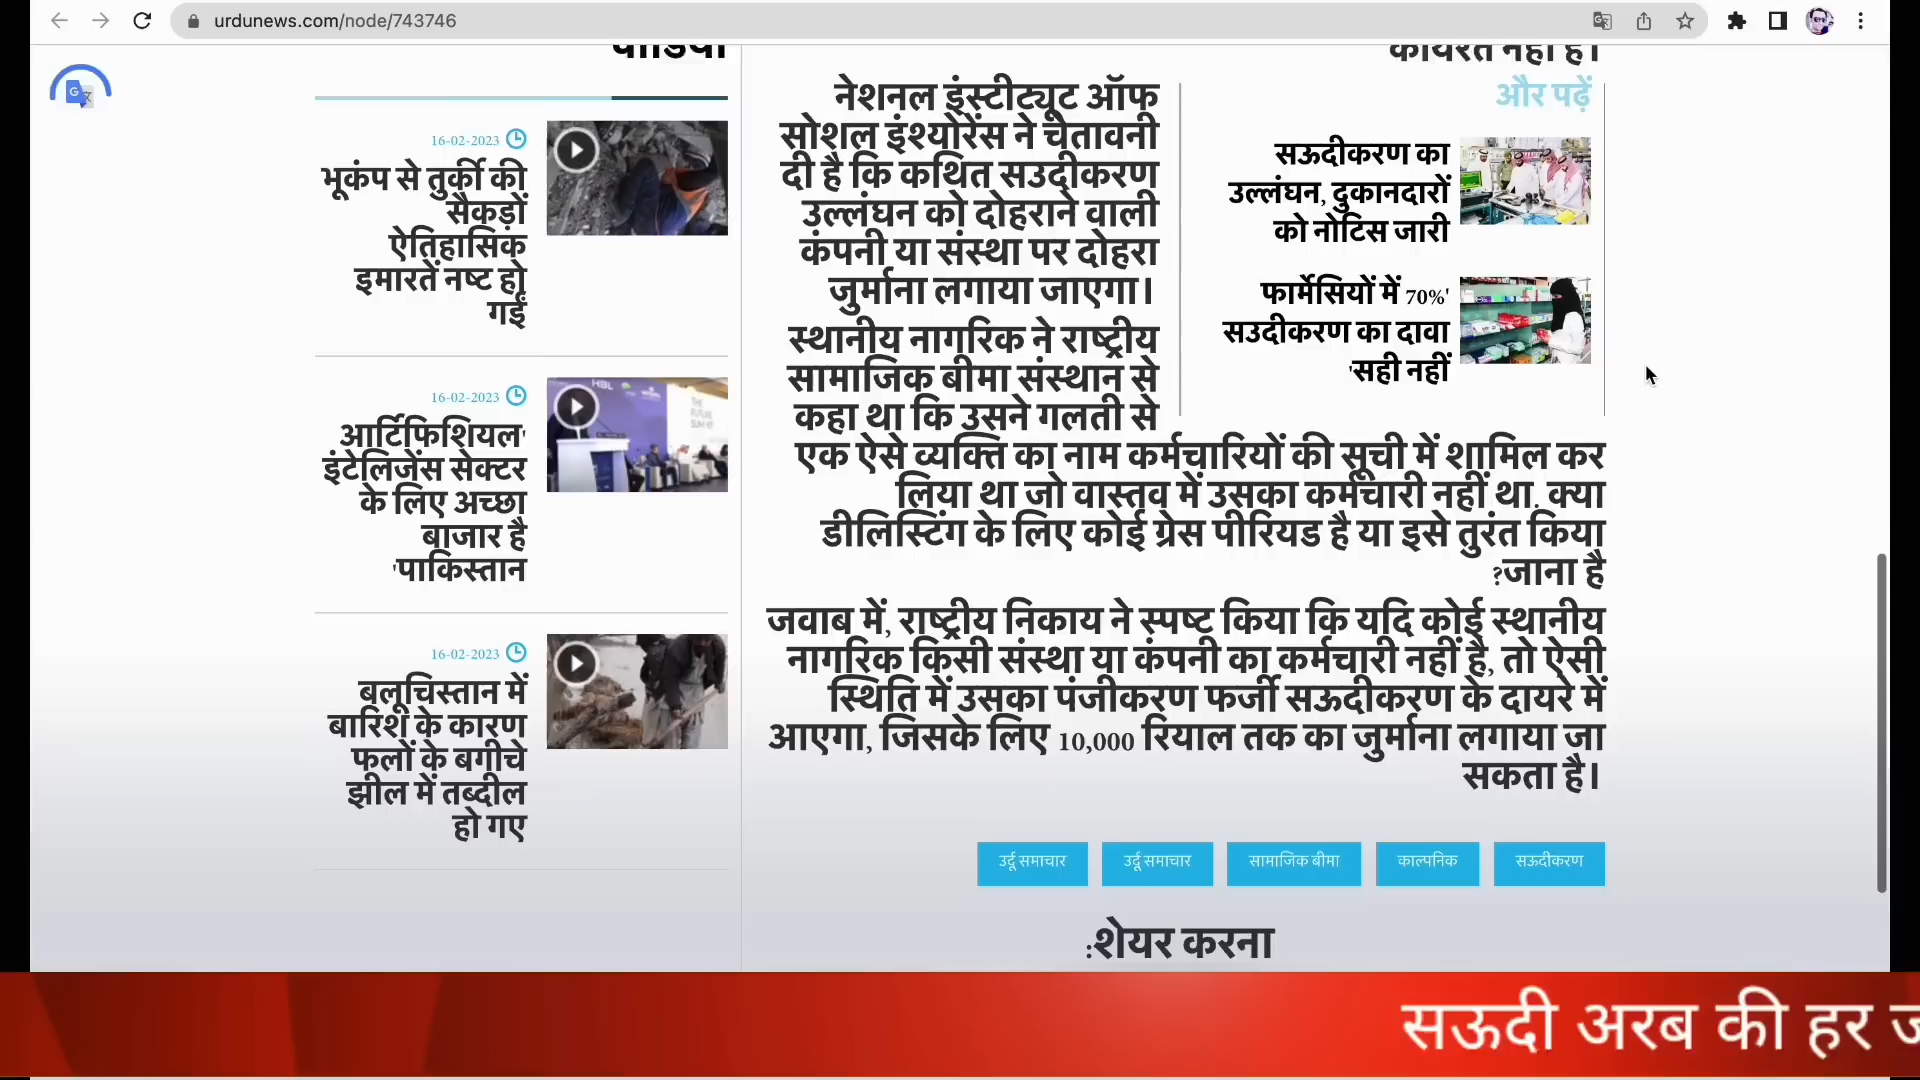 urdunews.com/node/743746
16-02-2023
भूकंप से तुर्की की
सैकड़ों
ऐतिहासिक
इमारतें नष्ट हो
गईं
16-02-2023
आर्टिफिशियल'
इंटेलिजेंस सेक्टर
के लिए अच्छा
बाजार है
'पाकिस्तान
16-02-2023
बलूचिस्तान में
बारिश के कारण
फलों के बगीचे
झील में तब्दील
हो गए
नेशनल इंस्टीट्यूट ऑफ
सोशल इंश्योरेंस ने चेतावनी
दी है कि कथित सउदीकरण
उल्लंघन को दोहराने वाली
कंपनी या संस्था पर दोहरा
जुर्माना लगाया जाएगा।
स्थानीय नागरिक ने राष्ट्रीय
सामाजिक बीमा संस्थान से
कहा था कि उसने गलती से
एक ऐसे व्यक्ति का नाम कर्मचारियों की सूची में शामिल कर
लिया था जो वास्तव में उसका कर्मचारी नहीं था. क्या
डीलिस्टिंग के लिए कोई ग्रेस पीरियड है या इसे तुरंत किया
?जाना है
जवाब में, राष्ट्रीय निकाय ने स्पष्ट किया कि यदि कोई स्थानीय
नागरिक किसी संस्था या कंपनी का कर्मचारी नहीं है, तो ऐसी
स्थिति में उसका पंजीकरण फर्जी सऊदीकरण के दायरे में
आएगा, जिसके लिए 10,000 रियाल तक का जुर्माना लगाया जा
सकता है।
और पढ़ें
सऊदीकरण का
उल्लंघन, दुकानदारों
को नोटिस जारी
फार्मेसियों में 70%'
सउदीकरण का दावा
'सही नहीं
उर्दू समाचार
उर्दू समाचार
सामाजिक बीमा
काल्पनिक
सऊदीकरण
:शेयर करना
सऊदी अरब की हर